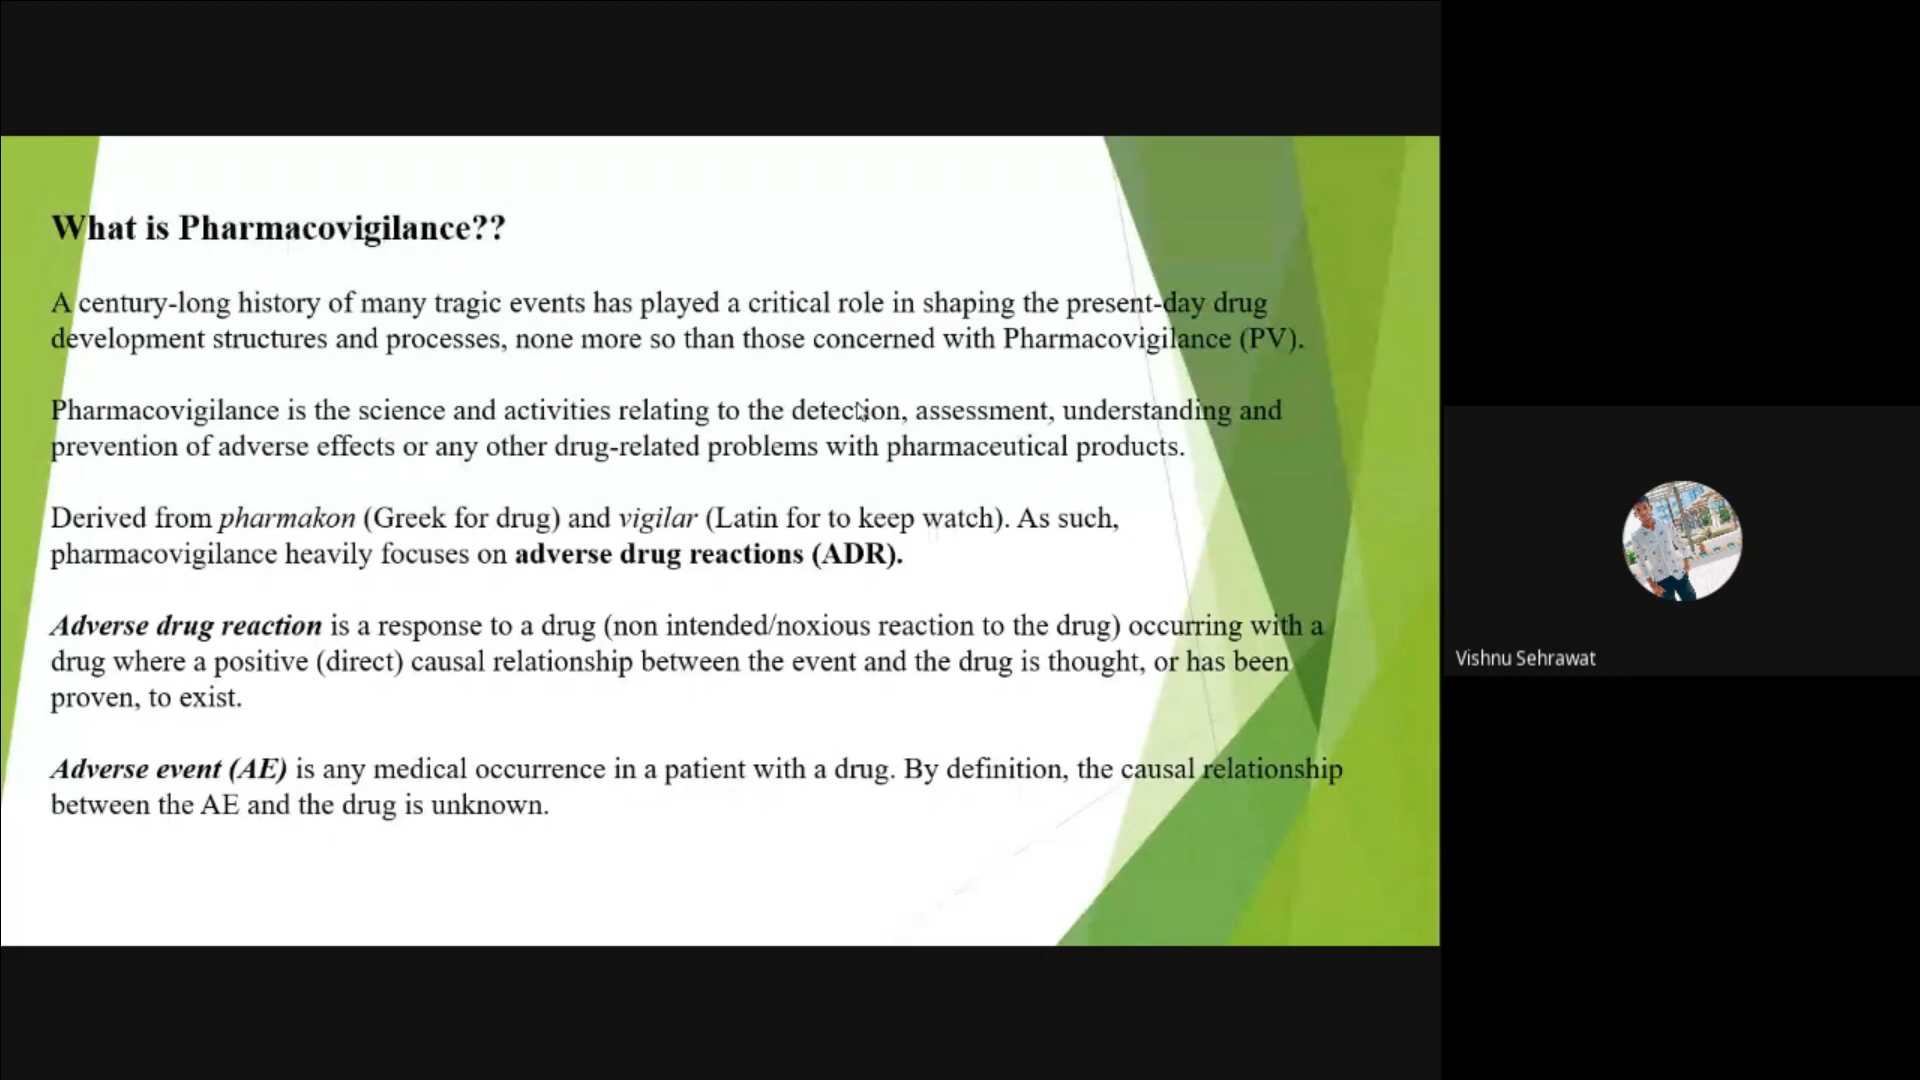 What is Pharmacovigilance??
A century-long history of many tragic events has played a critical role in shaping the present-day drug
development structures and processes, none more so than those concerned with Pharmacovigilance (PV).
Pharmacovigilance is the science and activities relating to the detection, assessment, understanding and
prevention of adverse effects or any other drug-related problems with pharmaceutical products.
Derived from pharmakon (Greek for drug) and vigilar (Latin for to keep watch). As such,
pharmacovigilance heavily focuses on adverse drug reactions (ADR).
Adverse drug reaction is a response to a drug (non intended/noxious reaction to the drug) occurring with a
drug where a positive (direct) causal relationship between the event and the drug is thought, or has been
proven, to exist.
Adverse event (AE) is any medical occurrence in a patient with a drug. By definition, the causal relationship
between the AE and the drug is unknown.
Vishnu Sehrawat